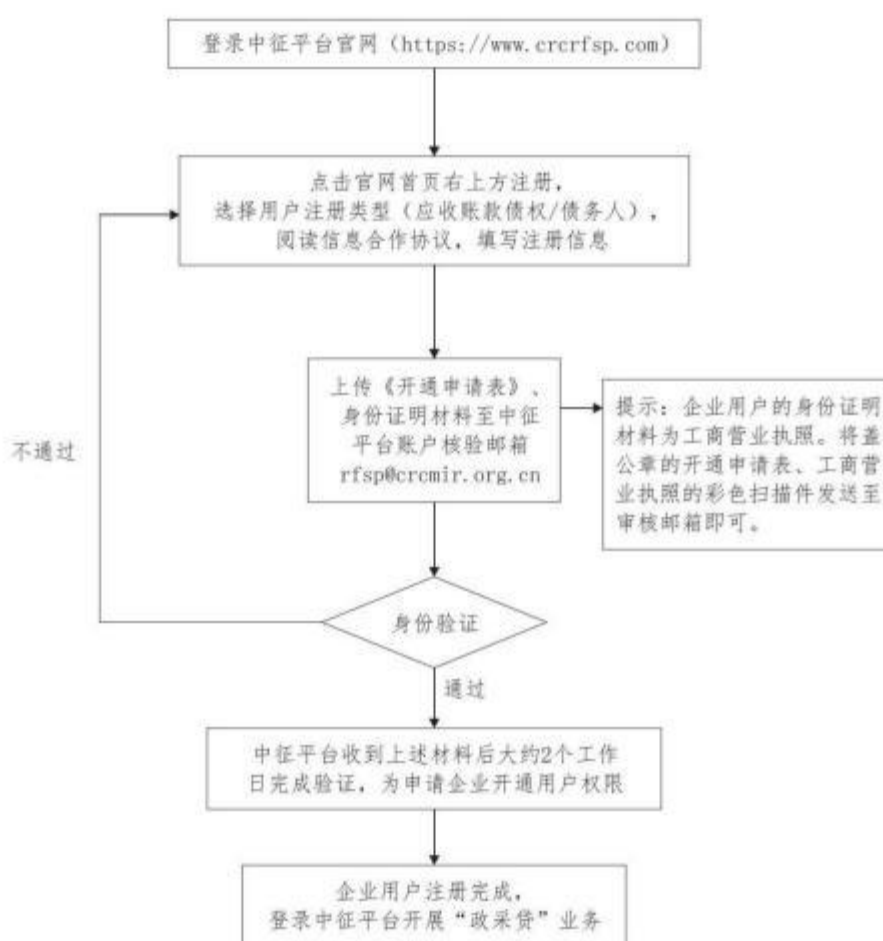 登录中征平台官网（https://www.crcrfsp.com）
点击官网首页右上方注册，
选择用户注册类型（应收账款债权/债务人），
阅读信息合作协议，填写注册信息
上传《开通申请表》、
身份证明材料至中征
平台账户核验邮箱
rfsp@crcmir.org.cn
提示：企业用户的身份证明
材料为工商营业执照。将盖
公章的开通申请表、工商营
业执照的彩色扫描件发送至
审核邮箱即可。
不通过
身份验证
通过
中征平台收到上述材料后大约2个工作
日完成验证，为申请企业开通用户权限
企业用户注册完成，
登录中征平台开展“政采贷”业务